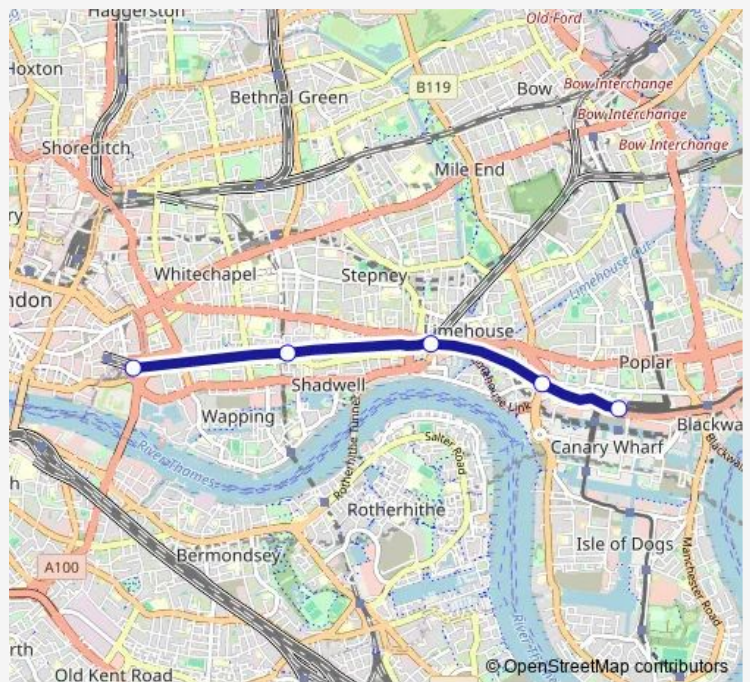 Haggerston
Old Ford
Hoxton
B119
Bow
Bow Interchange
Bethnal Green
Bow Interchange
Shoreditch
Bow Interchange
Mile End
Whitechapel
Stepney
Limehouse Cut
ndon
Limehouse
Poplar
Shadwell
Limehouse Link
Wapping
Rotherhithe Tunnel
Blackwa
Salter Road
Canary Wharf
River Thames
Rotherhithe
Isle of Dogs
Bermondsey
A100
Manchester Road
Old Kent Road
© OpenStreetMap contributors